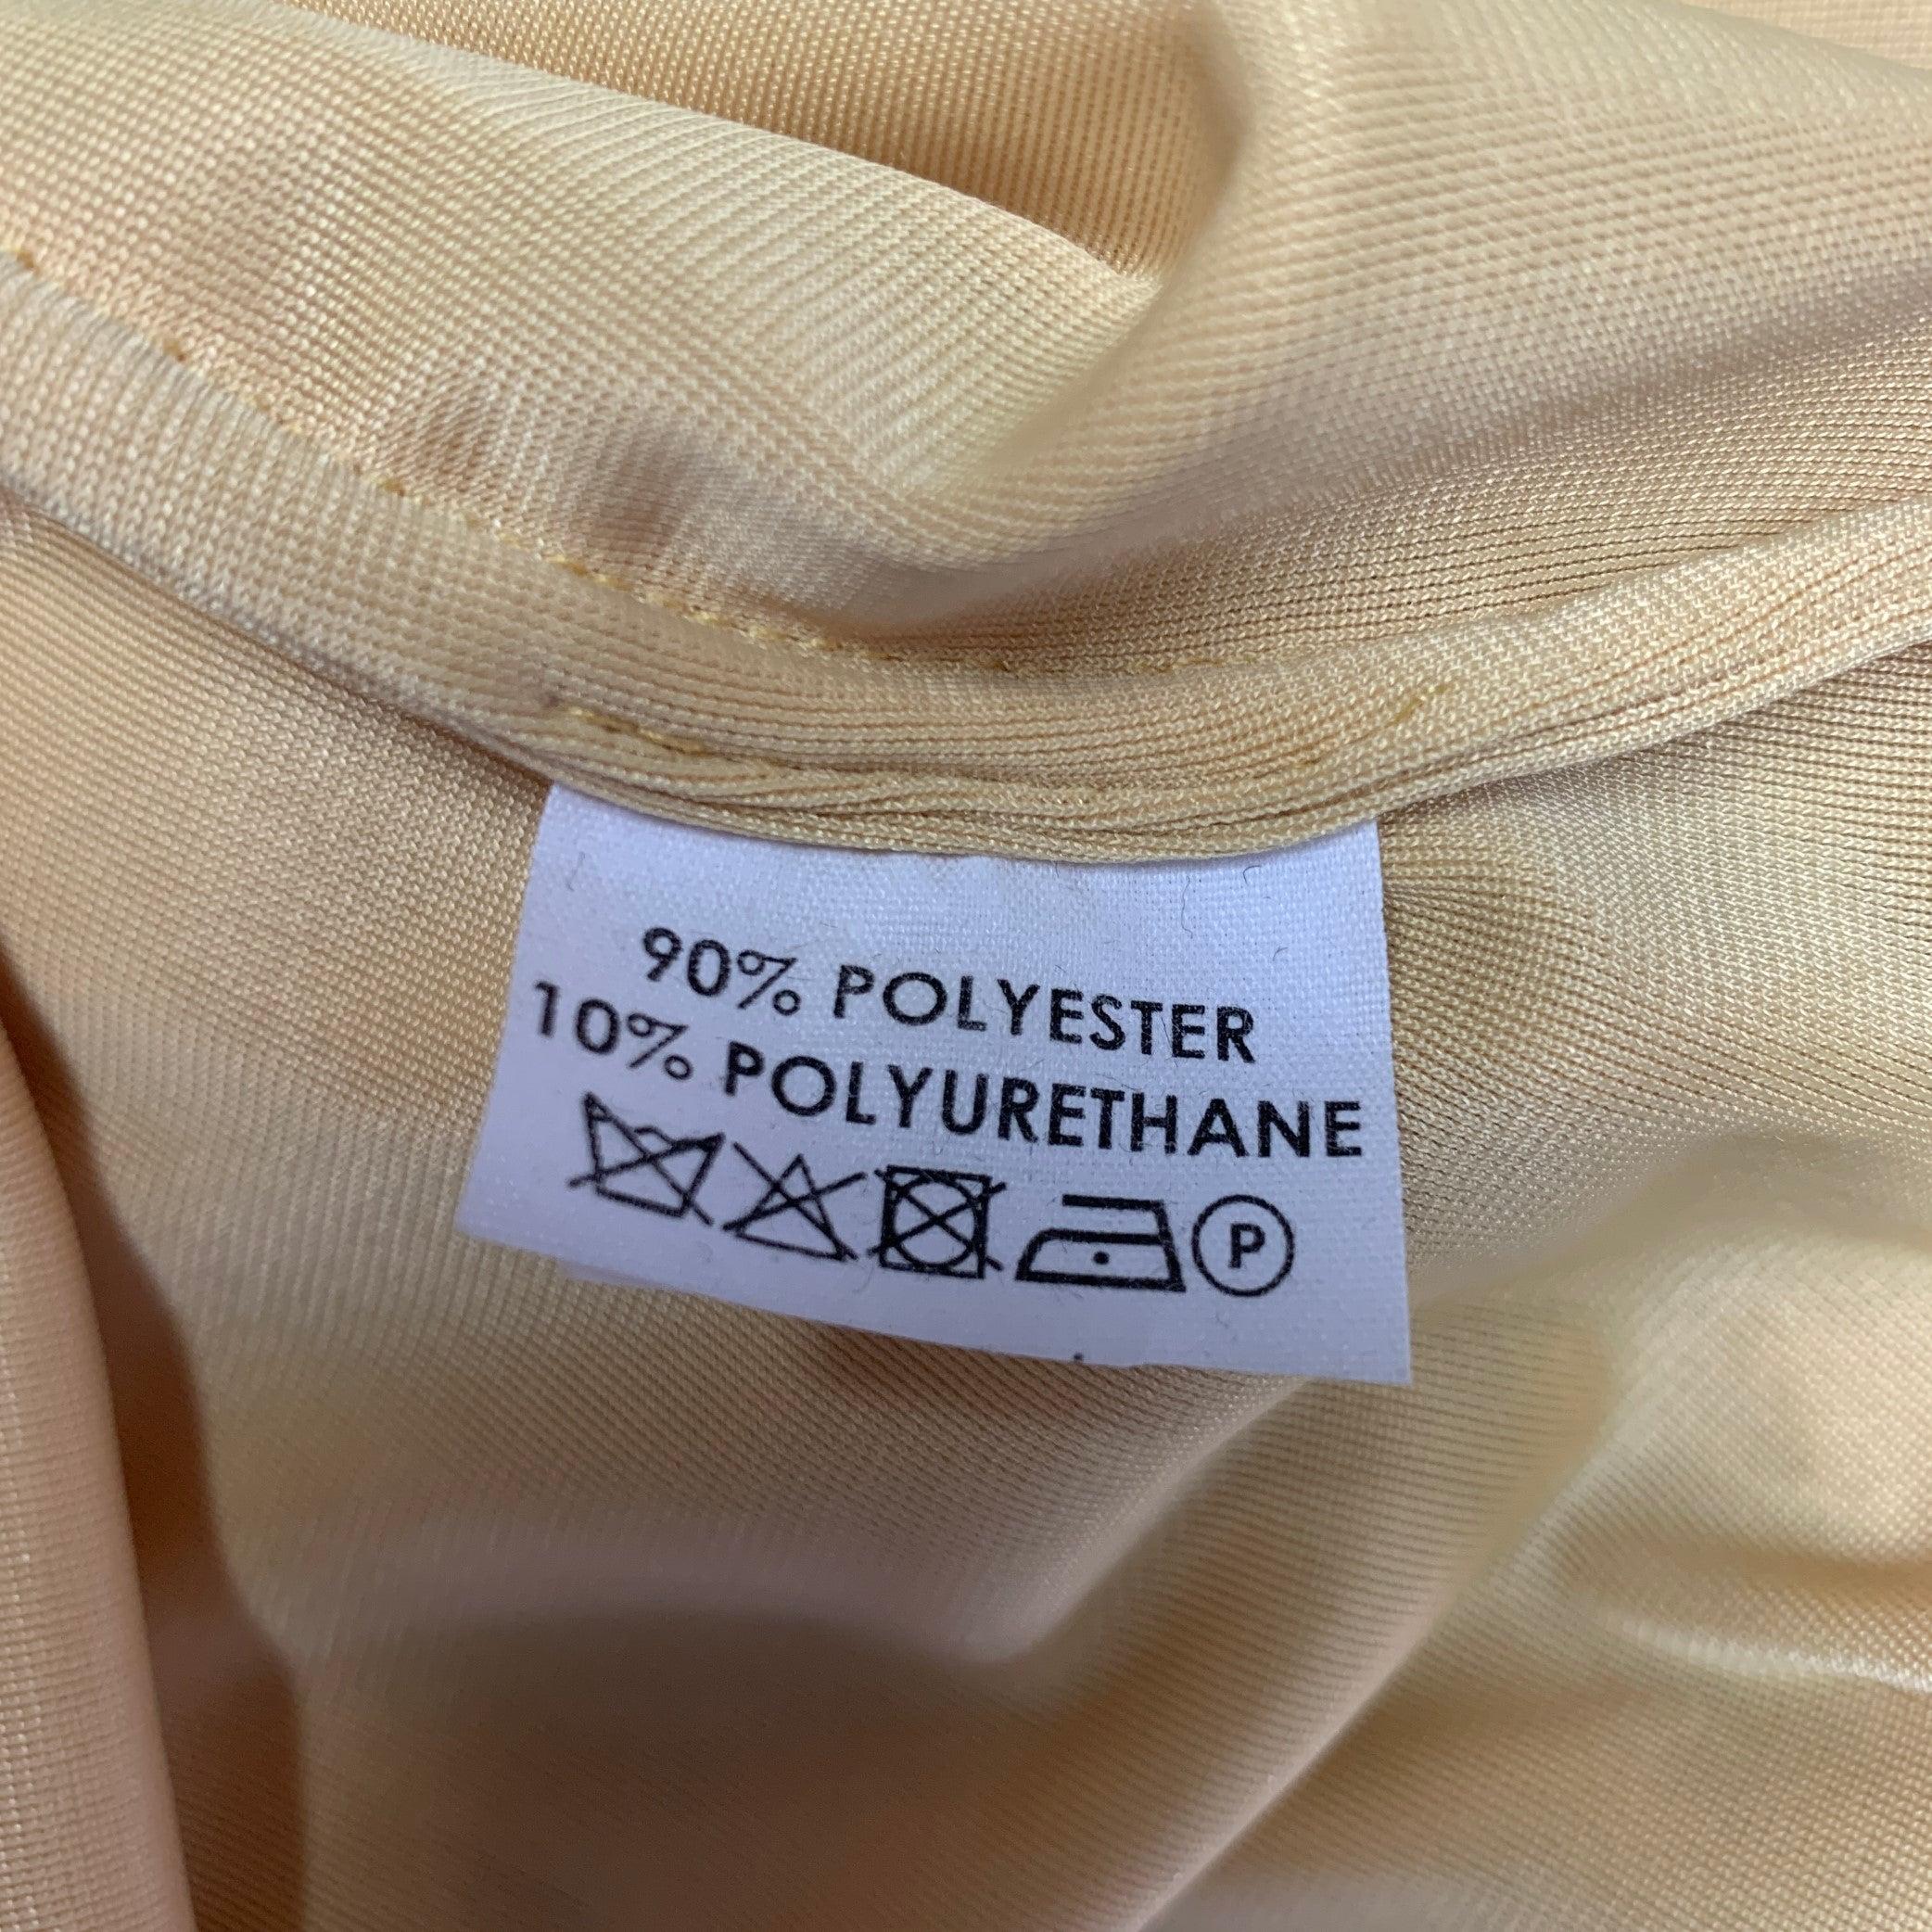 90% POLYESTER
10% POLYURETHANE
P